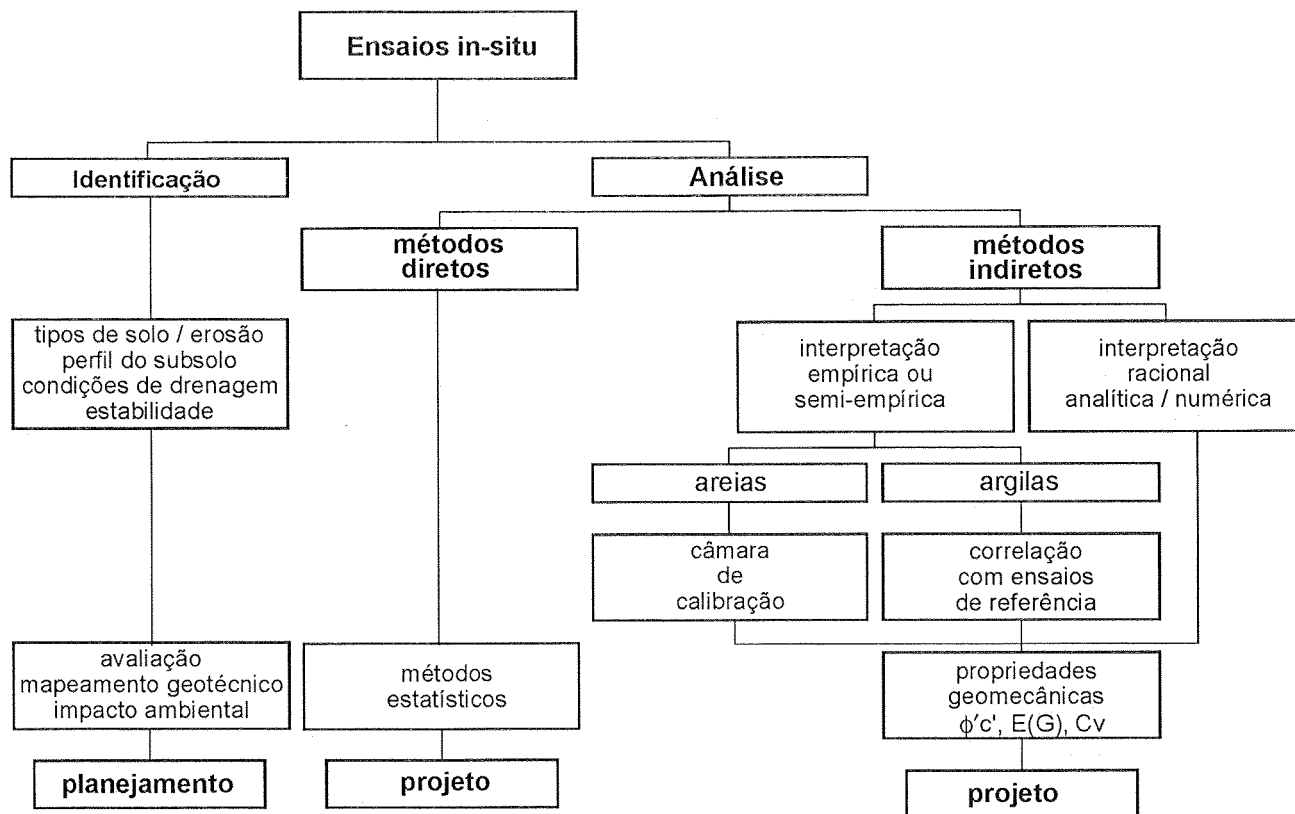 Ensaios in-situ
Identificação
Análise
métodos
diretos
métodos
indiretos
tipos de solo / erosão
perfil do subsolo
condições de drenagem
estabilidade
interpretação
empírica ou
semi-empírica
interpretação
racional
analítica / numérica
areias
argilas
câmara
de
calibração
correlação
com ensaios
de referência
avaliação
mapeamento geotécnico
impacto ambiental
métodos
estatísticos
propriedades
geomecânicas
ϕ'c', E(G), Cv
planejamento
projeto
projeto